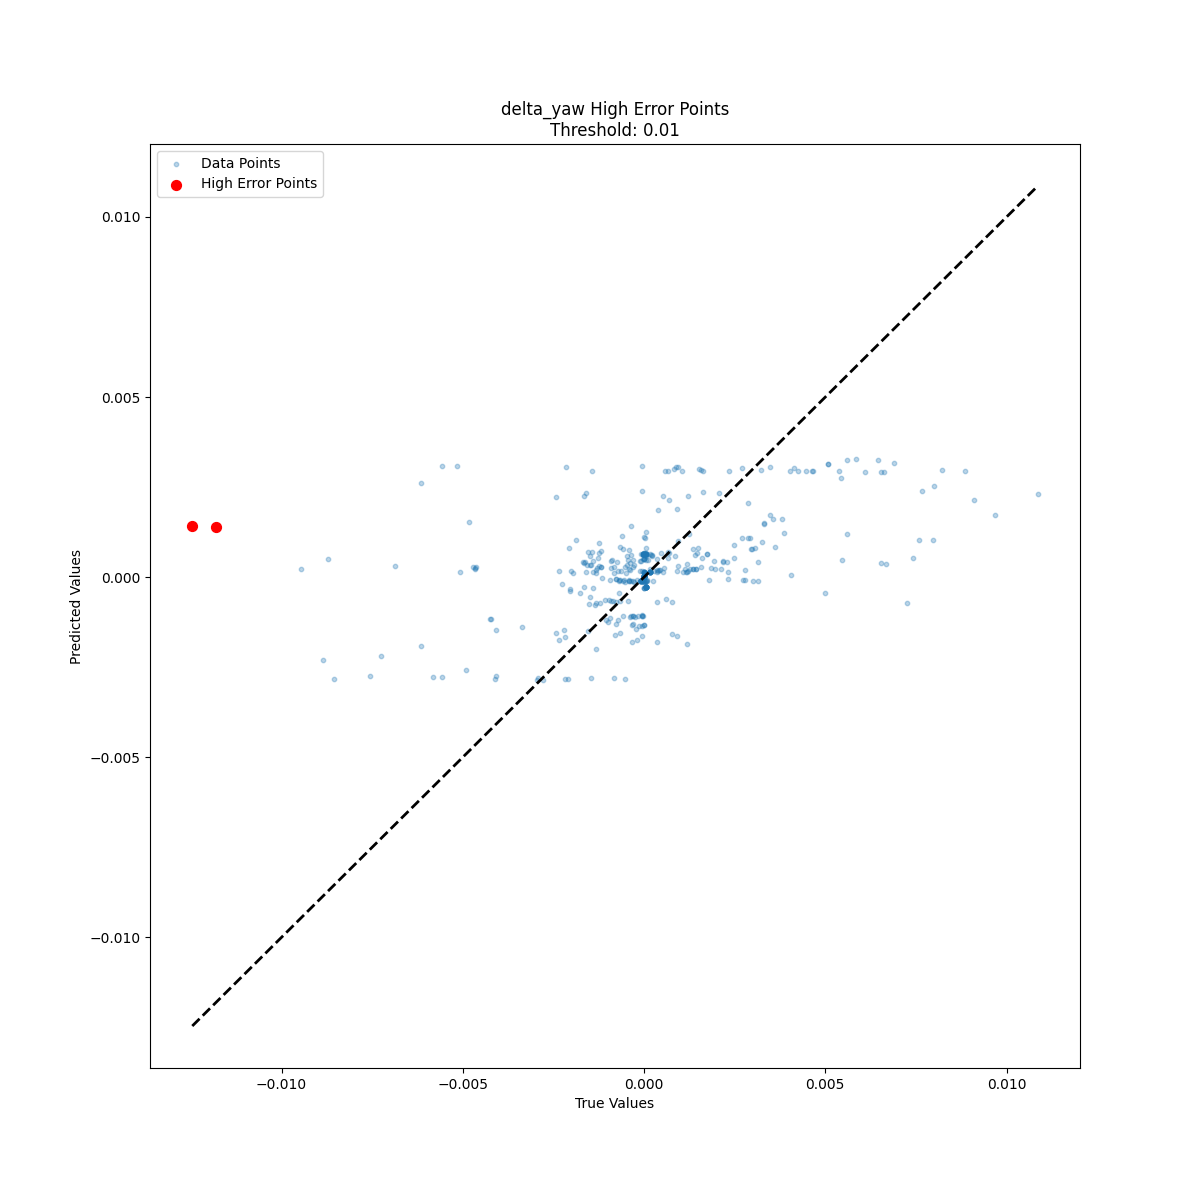 delta_yaw High Error Points
Threshold: 0.01
Data Points
High Error Points
0.010
0.005
0.000
−0.005
−0.010
Predicted Values
−0.010
−0.005
0.000
0.005
0.010
True Values